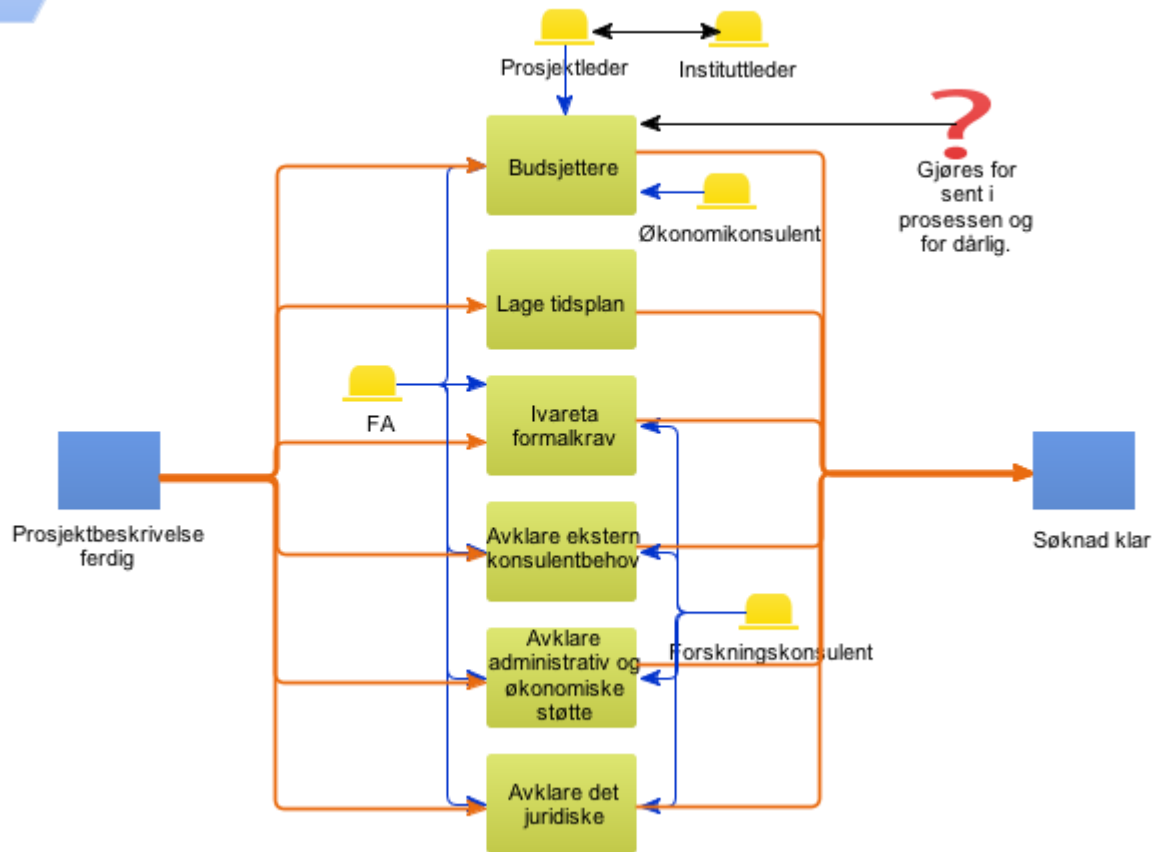 Prosjektleder
Instituttleder
Budsjettere
Gjøres for
sent i
prosessen og
for dårlig.
Økonomikonsulent
Lage tidsplan
FA
Ivareta
formalkrav
Prosjektbeskrivelse
ferdig
Søknad klar
Avklare ekstern
konsulentbehov
Avklare
administrativ og
økonomiske
støtte
Forskningskonsulent
Avklare det
juridiske